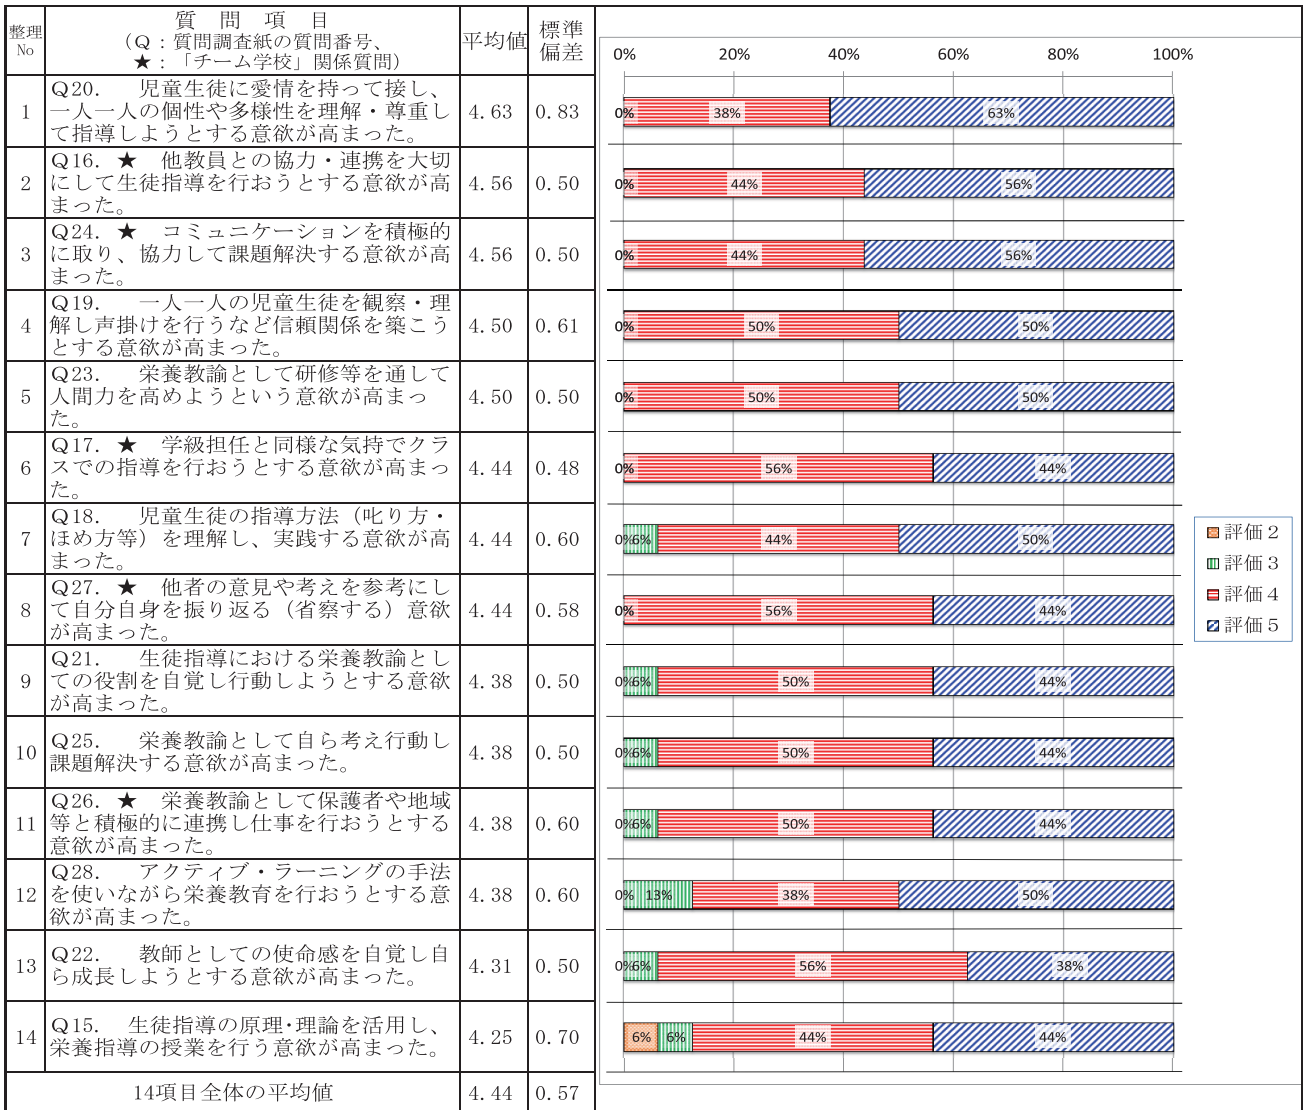 整理
No
質　問　項　目
（Q：質問調査紙の質問番号、
★：「チーム学校」関係質問）
平均値
標準
偏差
0% 20% 40% 60% 80% 100%
1
Q20.　児童生徒に愛情を持って接し、
一人一人の個性や多様性を理解・尊重し
て指導しようとする意欲が高まった。
4.63 0.83
0% 38% 63%
2
Q16. ★　他教員との協力・連携を大切
にして生徒指導を行おうとする意欲が高
まった。
4.56 0.50
0% 44% 56%
3
Q24. ★　コミュニケーションを積極的
に取り、協力して課題解決する意欲が高
まった。
4.56 0.50
0% 44% 56%
4
Q19.　一人一人の児童生徒を観察・理
解し声掛けを行うなど信頼関係を築こう
とする意欲が高まった。
4.50 0.61
0% 50% 50%
5
Q23.　栄養教諭として研修等を通して
人間力を高めようという意欲が高まっ
た。
4.50 0.50
0% 50% 50%
6
Q17. ★　学級担任と同様な気持でクラ
スでの指導を行おうとする意欲が高まっ
た。
4.44 0.48
0% 56% 44%
7
Q18.　児童生徒の指導方法（叱り方・
ほめ方等）を理解し、実践する意欲が高
まった。
4.44 0.60
0% 6% 44% 50%
8
Q27. ★　他者の意見や考えを参考にし
て自分自身を振り返る（省察する）意欲
が高まった。
4.44 0.58
0% 56% 44%
9
Q21.　生徒指導における栄養教諭とし
ての役割を自覚し行動しようとする意欲
が高まった。
4.38 0.50
0% 6% 50% 44%
10
Q25.　栄養教諭として自ら考え行動し
課題解決する意欲が高まった。
4.38 0.50
0% 6% 50% 44%
11
Q26. ★　栄養教諭として保護者や地域
等と積極的に連携し仕事を行おうとする
意欲が高まった。
4.38 0.60
0% 6% 50% 44%
12
Q28.　アクティブ・ラーニングの手法
を使いながら栄養教育を行おうとする意
欲が高まった。
4.38 0.60
0% 13% 38% 50%
13
Q22.　教師としての使命感を自覚し自
ら成長しようとする意欲が高まった。
4.31 0.50
0% 6% 56% 38%
14
Q15.　生徒指導の原理・理論を活用し、
栄養指導の授業を行う意欲が高まった。
4.25 0.70
6% 6% 44% 44%
14項目全体の平均値
4.44 0.57
評価２
評価３
評価４
評価５